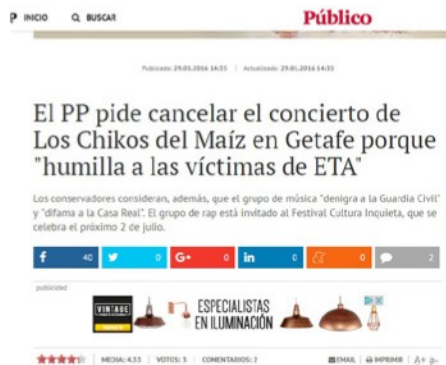 INICIO BUSCAR Público
Publicado: 29.01.2016 14:35 | Actualizado: 29.01.2016 14:35
El PP pide cancelar el concierto de
Los Chikos del Maíz en Getafe porque
"humilla a las víctimas de ETA"
Los conservadores consideran, además, que el grupo de música "denigra a la Guardia Civil"
y "difama a la Casa Real". El grupo de rap está invitado al Festival Cultura Inquieta, que se
celebra el próximo 2 de julio.
f 40 0 G+ 0 in 0 0 2
publicidad
VINTAGE
ESPECIALISTAS
EN ILUMINACIÓN
MEDIA: 4.33 | VOTOS: 3 | COMENTARIOS: 2 EMAIL | IMPRIMIR | A+ a-